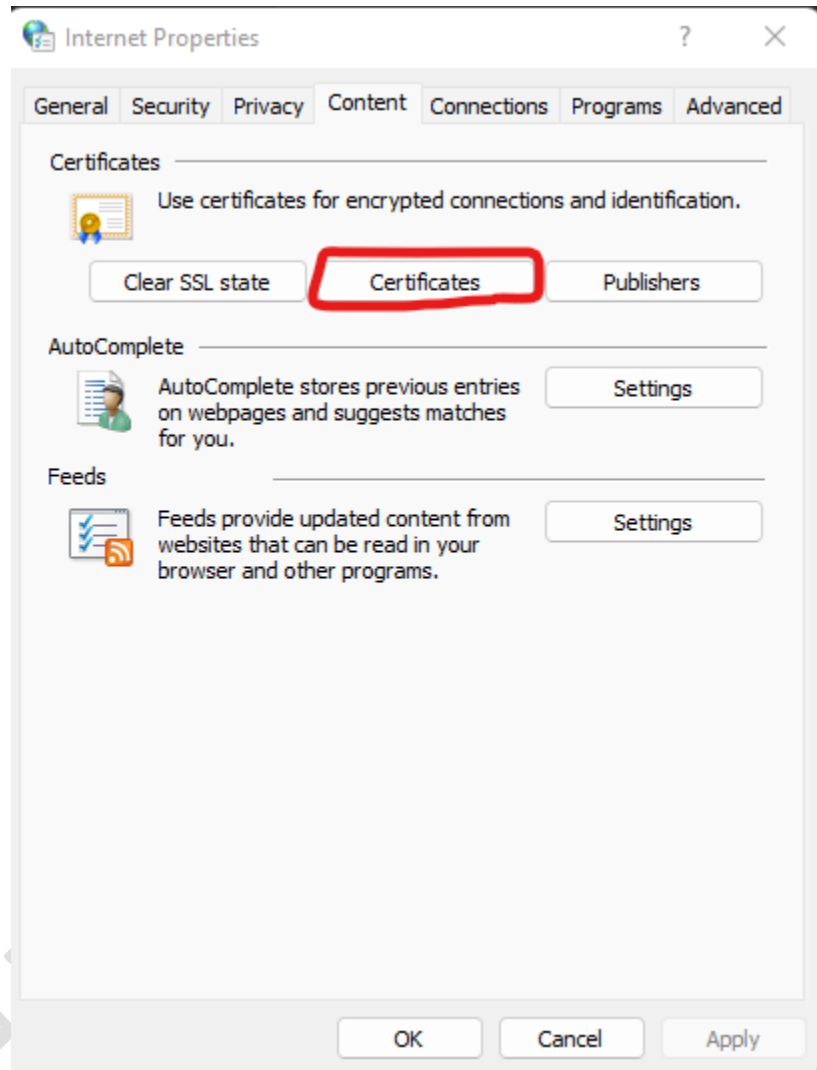 Internet Properties
?
General Security Privacy Content Connections Programs Advanced
Certificates
Use certificates for encrypted connections and identification.
Clear SSL state Certificates Publishers
AutoComplete
AutoComplete stores previous entries
on webpages and suggests matches
for you.
Settings
Feeds
Feeds provide updated content from
websites that can be read in your
browser and other programs.
Settings
OK Cancel Apply